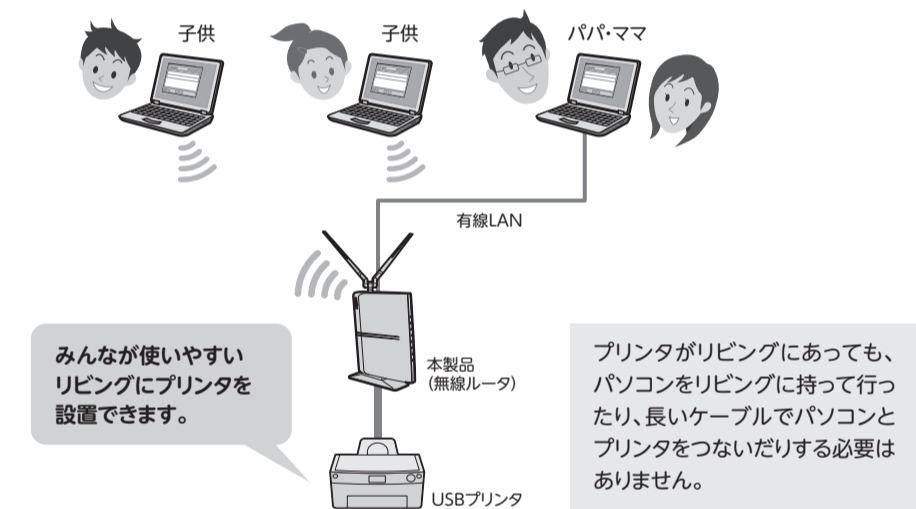 子供
子供
パパ・ママ
有線LAN
本製品
(無線ルータ)
みんなが使いやすい
リビングにプリンタを
設置できます。
プリンタがリビングにあっても、
パソコンをリビングに持って行っ
たり、長いケーブルでパソコンと
プリンタをつないだりする必要は
ありません。
USBプリンタ